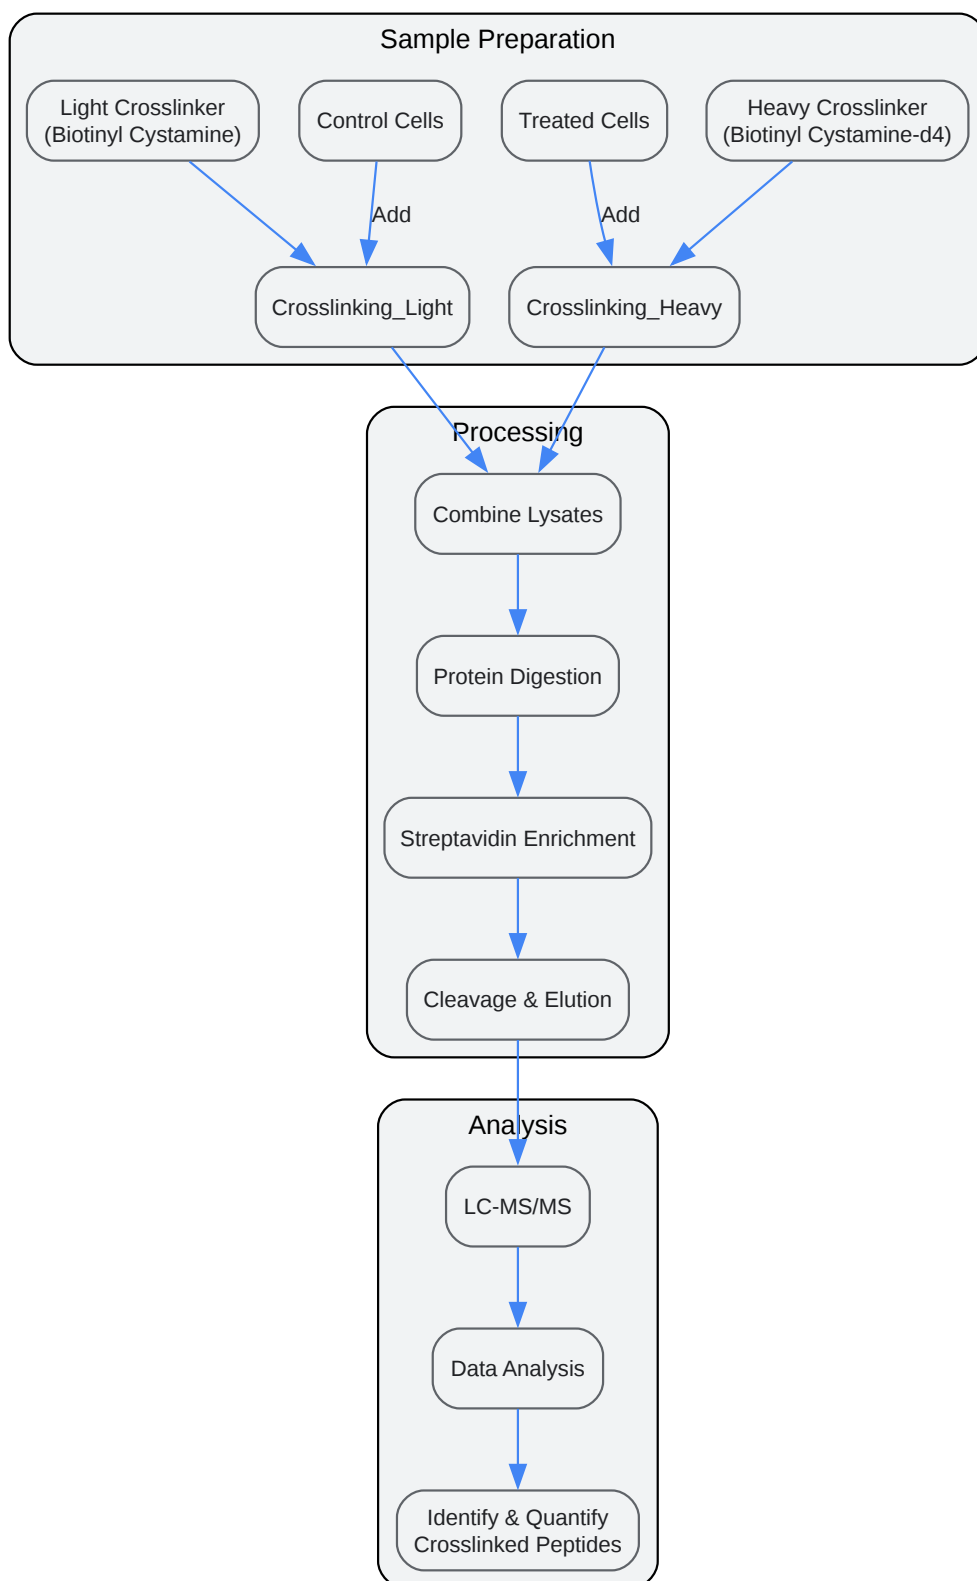 Sample Preparation
Light Crosslinker
(Biotinyl Cystamine)
Control Cells
Treated Cells
Heavy Crosslinker
(Biotinyl Cystamine-d4)
Add
Add
Crosslinking_Light
Crosslinking_Heavy
Processing
Combine Lysates
Protein Digestion
Streptavidin Enrichment
Cleavage & Elution
Analysis
LC-MS/MS
Data Analysis
Identify & Quantify
Crosslinked Peptides